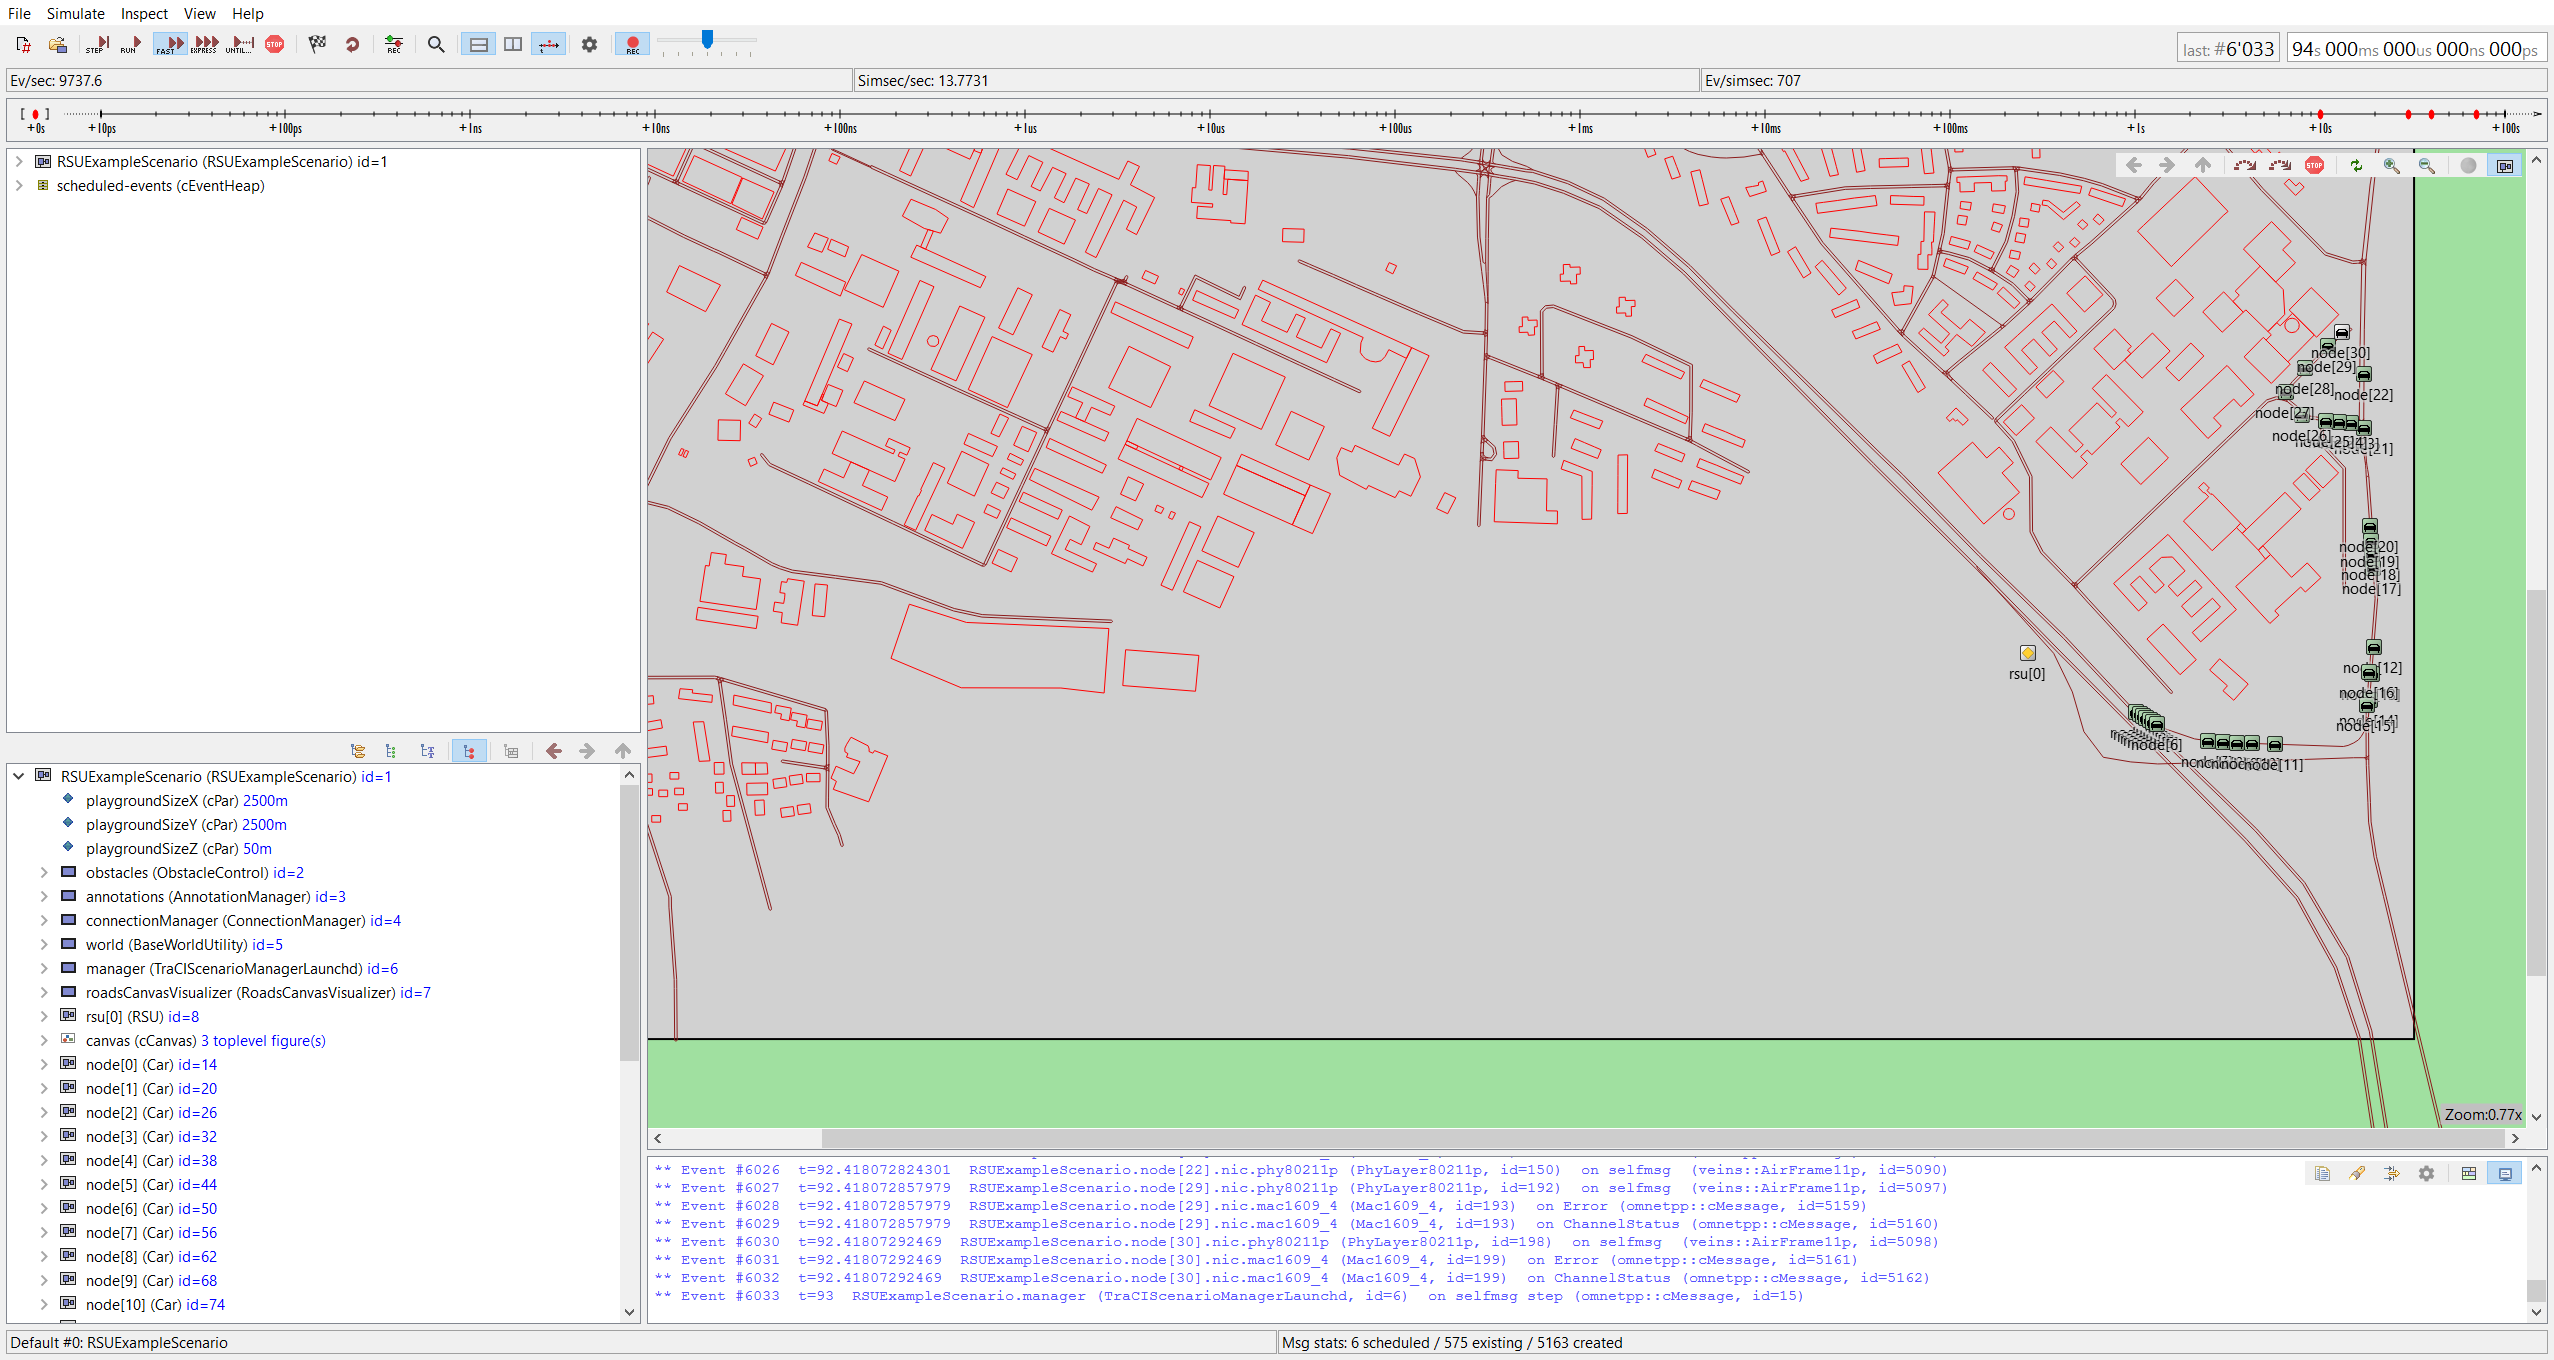 File Simulate Inspect View Help
STEP RUN FAST EXPRESS UNTIL... STOP REC REC
last: #6'033 94s 000ms 000us 000ns 000ps
Ev/sec: 9737.6 Simsec/sec: 13.7731 Ev/simsec: 707
+0s +10ps +100ps +1ns +10ns +100ns +1us +10us +100us +1ms +10ms +100ms +1s +10s +100s
RSUExampleScenario (RSUExampleScenario) id=1
scheduled-events (cEventHeap)
STOP
node[30]
node[29]
node[28]
node[22]
node[27]
node[26]
node[21]
node[20]
node[19]
node[18]
node[17]
node[12]
node[16]
node[15]
rsu[0]
node[6]
node[11]
Zoom:0.77x
RSUExampleScenario (RSUExampleScenario) id=1
playgroundSizeX (cPar) 2500m
playgroundSizeY (cPar) 2500m
playgroundSizeZ (cPar) 50m
obstacles (ObstacleControl) id=2
annotations (AnnotationManager) id=3
connectionManager (ConnectionManager) id=4
world (BaseWorldUtility) id=5
manager (TraCIScenarioManagerLaunchd) id=6
roadsCanvasVisualizer (RoadsCanvasVisualizer) id=7
rsu[0] (RSU) id=8
canvas (cCanvas) 3 toplevel figure(s)
node[0] (Car) id=14
node[1] (Car) id=20
node[2] (Car) id=26
node[3] (Car) id=32
node[4] (Car) id=38
node[5] (Car) id=44
node[6] (Car) id=50
node[7] (Car) id=56
node[8] (Car) id=62
node[9] (Car) id=68
node[10] (Car) id=74
** Event #6026 t=92.418072824301 RSUExampleScenario.node[22].nic.phy80211p (PhyLayer80211p, id=150) on selfmsg (veins::AirFrame11p, id=5090)
** Event #6027 t=92.418072857979 RSUExampleScenario.node[29].nic.phy80211p (PhyLayer80211p, id=192) on selfmsg (veins::AirFrame11p, id=5097)
** Event #6028 t=92.418072857979 RSUExampleScenario.node[29].nic.mac1609_4 (Mac1609_4, id=193) on Error (omnetpp::cMessage, id=5159)
** Event #6029 t=92.418072857979 RSUExampleScenario.node[29].nic.mac1609_4 (Mac1609_4, id=193) on ChannelStatus (omnetpp::cMessage, id=5160)
** Event #6030 t=92.41807292469 RSUExampleScenario.node[30].nic.phy80211p (PhyLayer80211p, id=198) on selfmsg (veins::AirFrame11p, id=5098)
** Event #6031 t=92.41807292469 RSUExampleScenario.node[30].nic.mac1609_4 (Mac1609_4, id=199) on Error (omnetpp::cMessage, id=5161)
** Event #6032 t=92.41807292469 RSUExampleScenario.node[30].nic.mac1609_4 (Mac1609_4, id=199) on ChannelStatus (omnetpp::cMessage, id=5162)
** Event #6033 t=93 RSUExampleScenario.manager (TraCIScenarioManagerLaunchd, id=6) on selfmsg step (omnetpp::cMessage, id=15)
Default #0: RSUExampleScenario Msg stats: 6 scheduled / 575 existing / 5163 created